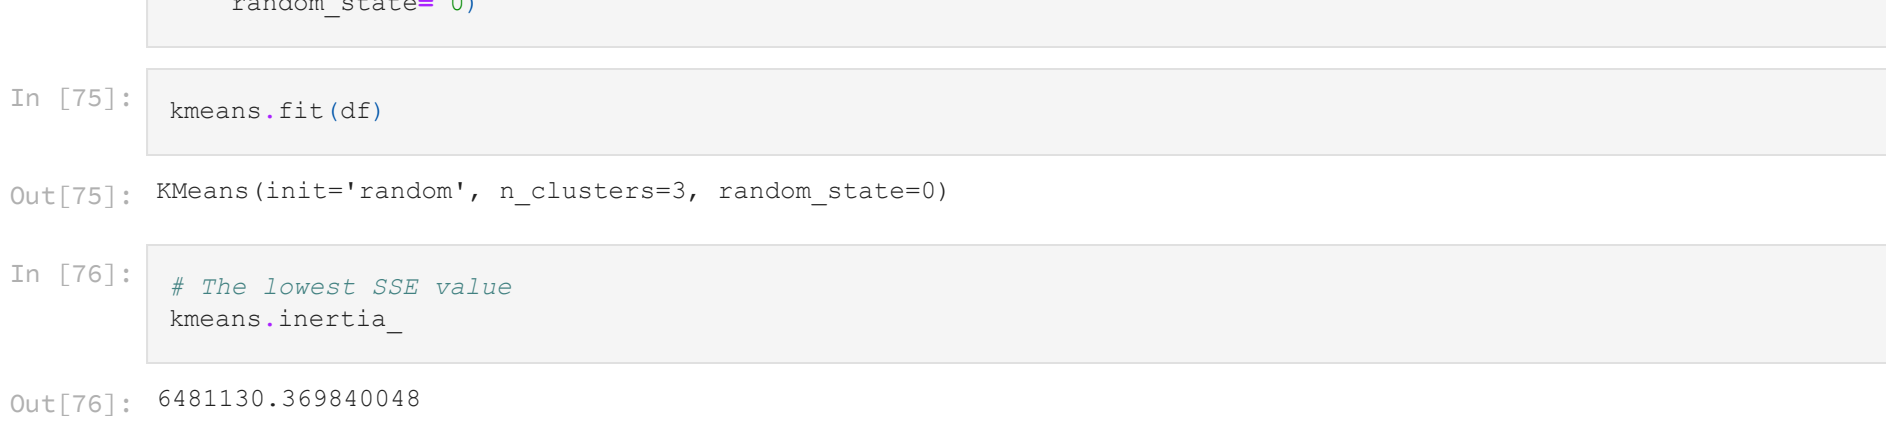 random_state= 0)
In [75]:
kmeans.fit(df)
Out[75]:
KMeans(init='random', n_clusters=3, random_state=0)
In [76]:
# The lowest SSE value
kmeans.inertia_
Out[76]:
6481130.369840048